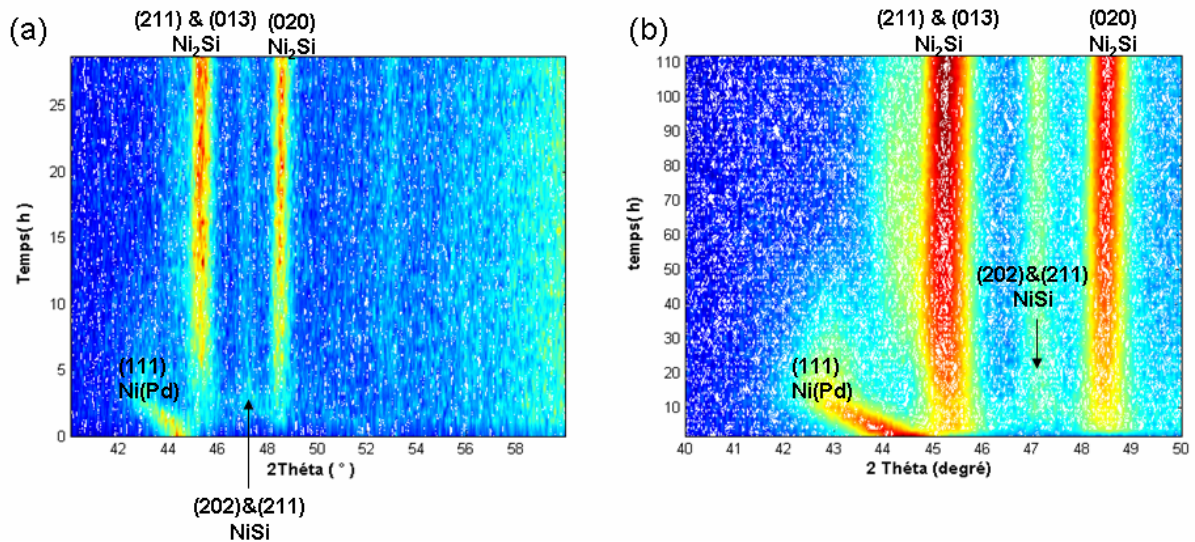 (a)
(211) & (013)
Ni₂Si
(020)
Ni₂Si
25
20
15
10
5
0
Temps( h )
(111)
Ni(Pd)
42 44 46 48 50 52 54 56 58
2Théta ( ° )
(202)&(211)
NiSi
(b)
(211) & (013)
Ni₂Si
(020)
Ni₂Si
110
100
90
80
70
60
50
40
30
20
10
temps( h)
(202)&(211)
NiSi
(111)
Ni(Pd)
40 41 42 43 44 45 46 47 48 49 50
2 Théta (degré)